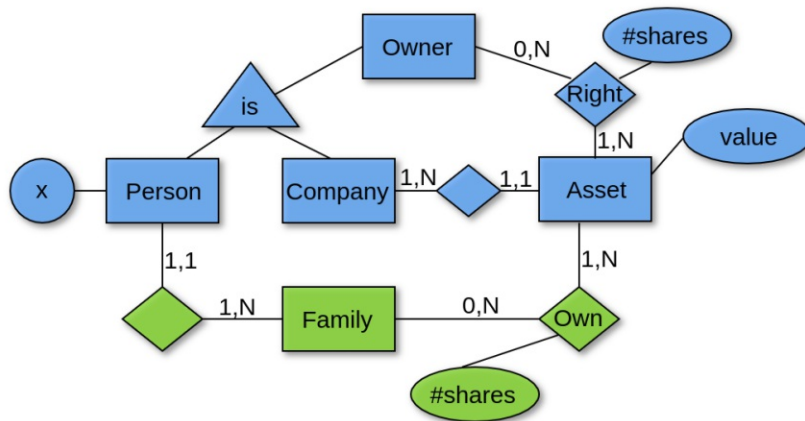 Owner
0,N
#shares
is
Right
1,N
value
x
Person
Company
1,N
1,1
Asset
1,1
1,N
1,N
Family
0,N
Own
#shares